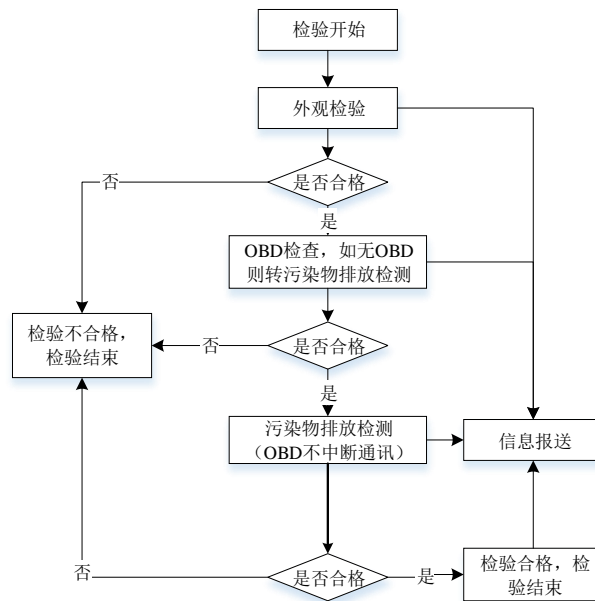 检验开始
外观检验
是否合格
否
是
OBD检查，如无OBD
则转污染物排放检测
检验不合格，
检验结束
否
是否合格
是
污染物排放检测
（OBD不中断通讯）
信息报送
否
是否合格
是
检验合格，检
验结束